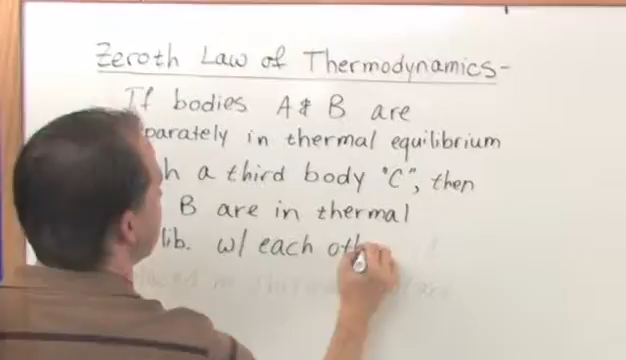 Zeroth Law of Thermodynamics-
If bodies A & B are
parately in thermal equilibrium
h a third body "C", then
B are in thermal
lib. w/ each oth